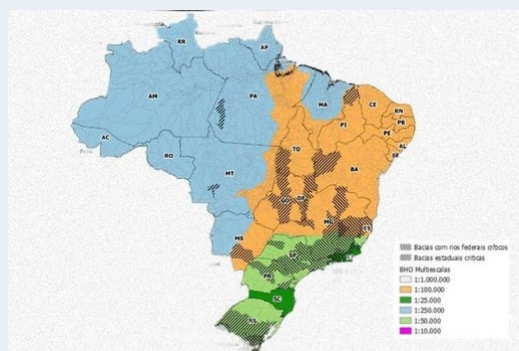 RR
AP
AM
PA
MA
CE
RN
PB
PE
AL
SE
PI
AC
RO
TO
BA
MT
GO
DF
MG
ES
MS
SP
PR
SC
RS
Bacias com rios federais críticos
Bacias estaduais críticas
BHO Multiescalas
1:1.000.000
1:100.000
1:25.000
1:250.000
1:50.000
1:10.000